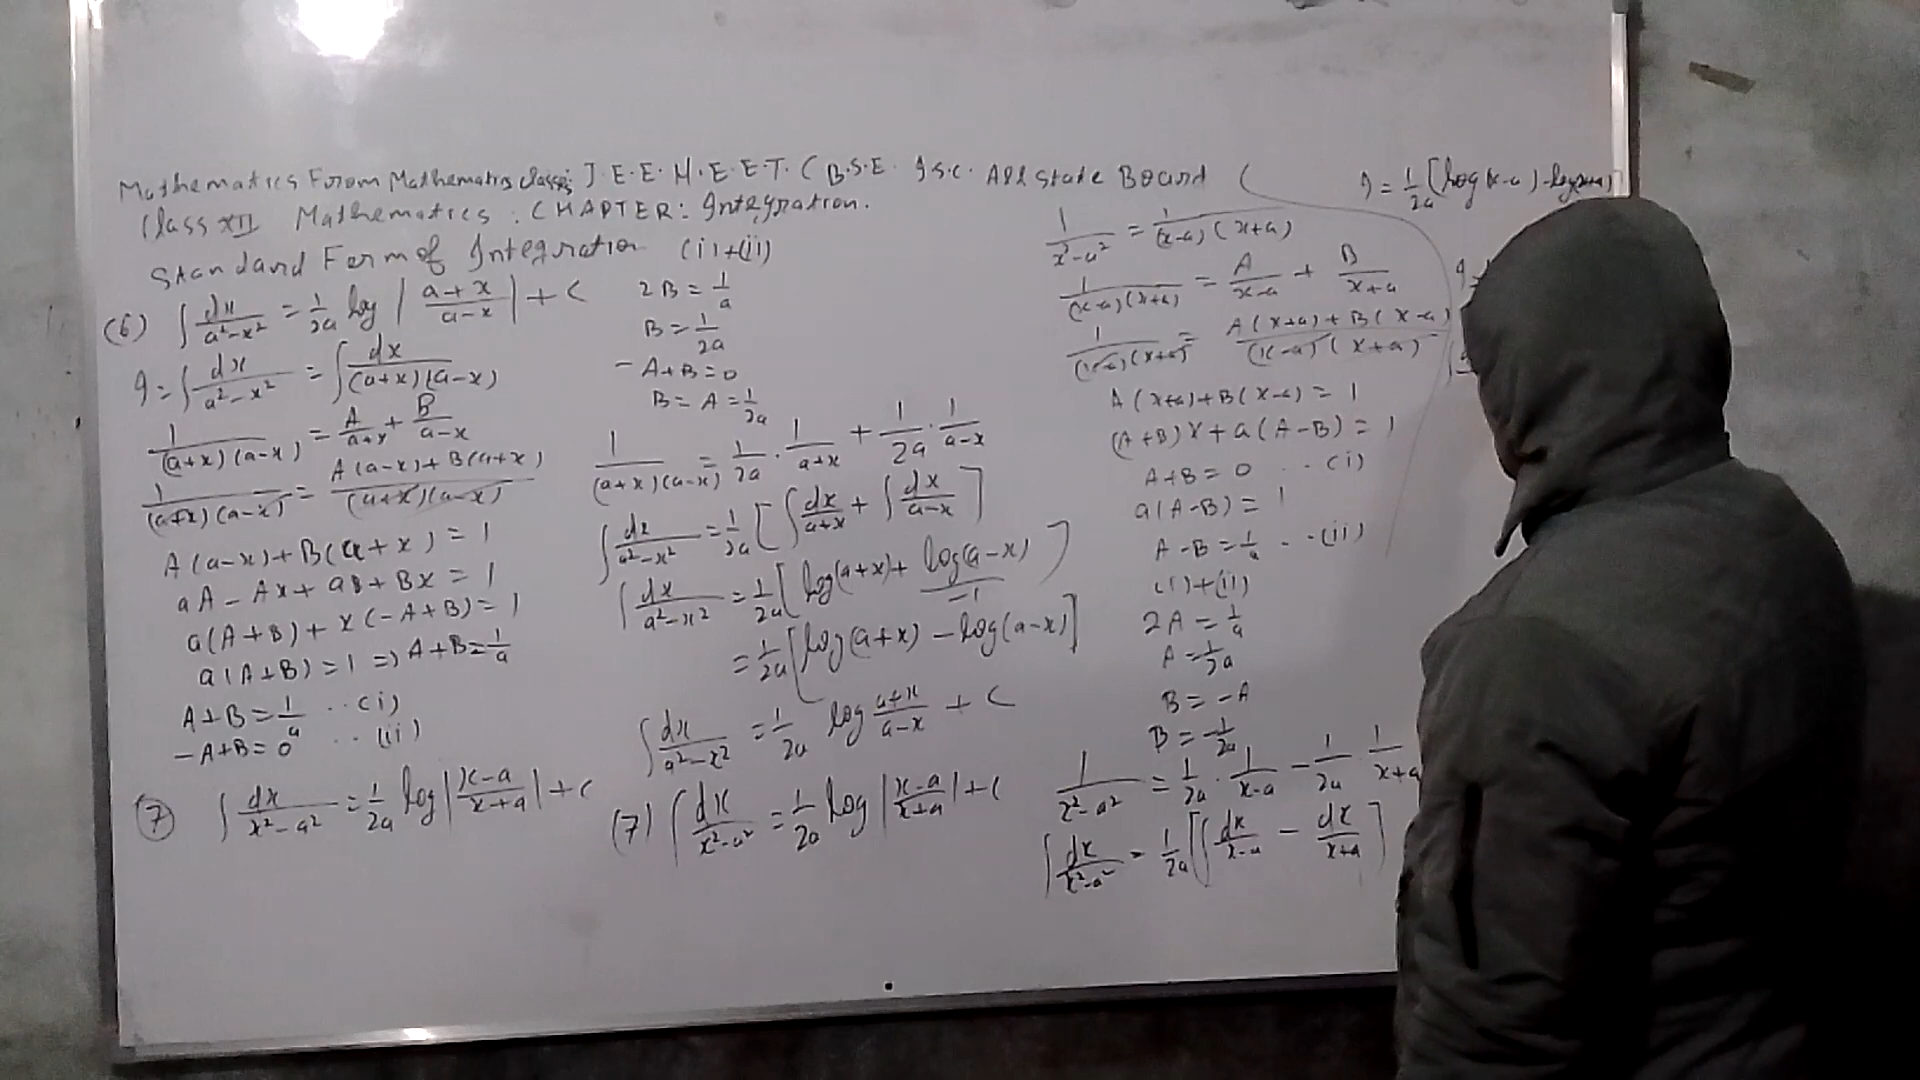 Mathematics Forom Mathematics classes J.E.E. N.E.E.T. C B.S.E. I.S.C. All State Board
Class XII Mathematics : CHAPTER: Integration.
Standard Form of Integration
(6) ∫ dx/(a²-x²) = 1/2a log |(a+x)/(a-x)| + c
I = ∫ dx/(a²-x²) = ∫ dx/((a+x)(a-x))
1/((a+x)(a-x)) = A/(a+x) + B/(a-x)
1/((a+x)(a-x)) = (A(a-x)+B(a+x))/((a+x)(a-x))
A(a-x)+B(a+x) = 1
aA - Ax + aB + Bx = 1
a(A+B) + x(-A+B) = 1
a(A+B) = 1 => A+B = 1/a
A+B = 1/a ..(i)
-A+B = 0 ..(ii)
(7) ∫ dx/(x²-a²) = 1/2a log |(x-a)/(x+a)| + c
(i)+(ii)
2B = 1/a
B = 1/2a
-A+B = 0
B = A = 1/2a
1/((a+x)(a-x)) = 1/2a · 1/(a+x) + 1/2a · 1/(a-x)
∫ dx/(a²-x²) = 1/2a [∫ dx/(a+x) + ∫ dx/(a-x)]
∫ dx/(a²-x²) = 1/2a [log(a+x) + log(a-x)/-1]
= 1/2a [log(a+x) - log(a-x)]
∫ dx/(a²-x²) = 1/2a log (a+x)/(a-x) + c
(7) ∫ dx/(x²-a²) = 1/2a log |(x-a)/(x+a)| + c
1/(x²-a²) = 1/((x-a)(x+a))
1/((x-a)(x+a)) = A/(x-a) + B/(x+a)
1/((x-a)(x+a)) = (A(x+a)+B(x-a))/((x-a)(x+a))
A(x+a)+B(x-a) = 1
(A+B)x + a(A-B) = 1
A+B = 0 ..(i)
a(A-B) = 1
A-B = 1/a ..(ii)
(i)+(ii)
2A = 1/a
A = 1/2a
B = -A
B = -1/2a
1/(x²-a²) = 1/2a · 1/(x-a) - 1/2a · 1/(x+a)
∫ dx/(x²-a²) = 1/2a [∫ dx/(x-a) - dx/(x+a)]
I = 1/2a [log(x-a) - log(x+a)]